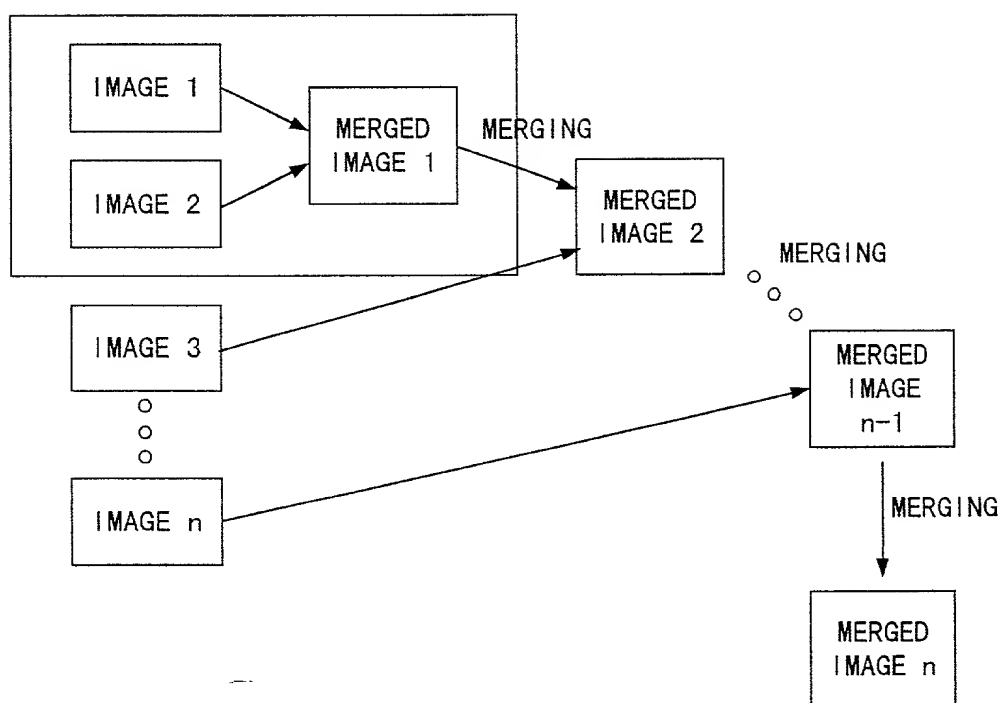 IMAGE 1
IMAGE 2
MERGED
IMAGE 1
MERGING
MERGED
IMAGE 2
MERGING
IMAGE 3
MERGED
IMAGE
n-1
IMAGE n
MERGING
MERGED
IMAGE n